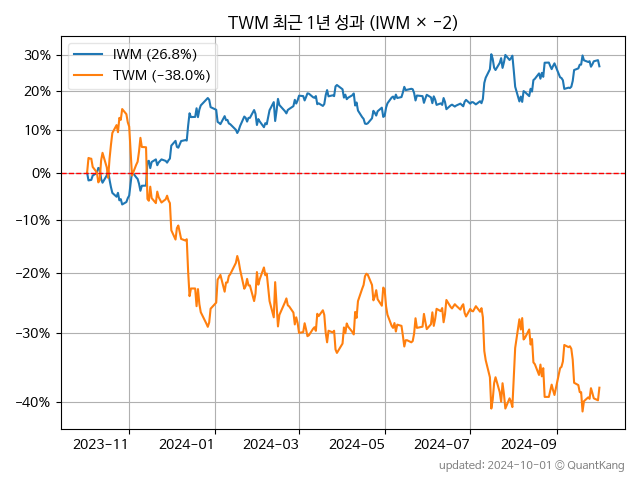 TWM 최근 1년 성과 (IWM × −2)
IWM (26.8%)
TWM (−38.0%)
30%
20%
10%
0%
−10%
−20%
−30%
−40%
2023−11 2024−01 2024−03 2024−05 2024−07 2024−09
updated: 2024-10-01 © QuantKang